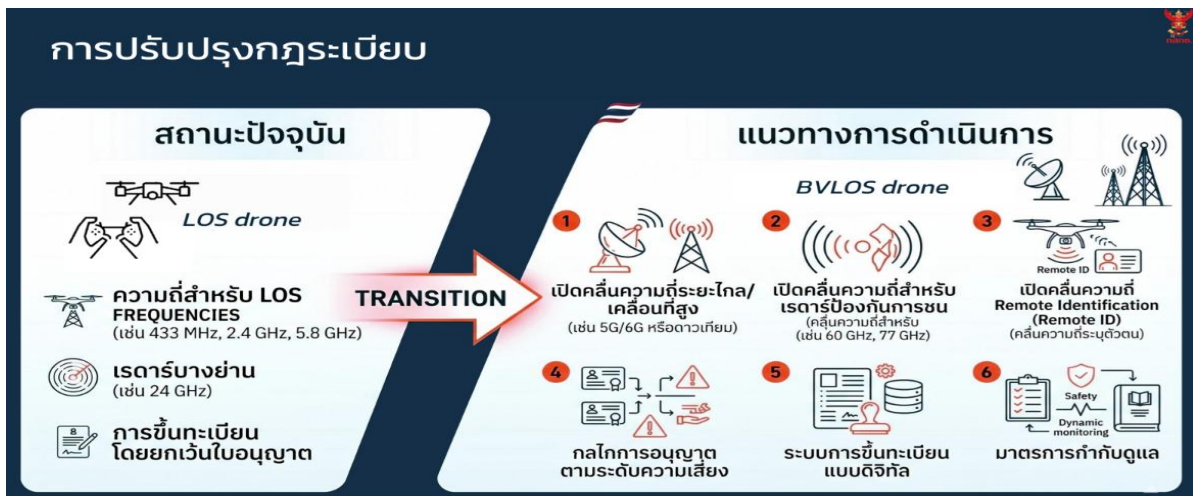 การปรับปรุงกฎระเบียบ
กสทช.
สถานะปัจจุบัน
LOS drone
ความถี่สำหรับ LOS
FREQUENCIES
(เช่น 433 MHz, 2.4 GHz, 5.8 GHz)
เรดาร์บางย่าน
(เช่น 24 GHz)
การขึ้นทะเบียน
โดยยกเว้นใบอนุญาต
TRANSITION
แนวทางการดำเนินการ
BVLOS drone
1
เปิดคลื่นความถี่ระยะไกล/
เคลื่อนที่สูง
(เช่น 5G/6G หรือดาวเทียม)
2
เปิดคลื่นความถี่สำหรับ
เรดาร์ป้องกันการชน
(คลื่นความถี่สำหรับ
(เช่น 60 GHz, 77 GHz)
3
Remote ID
เปิดคลื่นความถี่
Remote Identification
(Remote ID)
(คลื่นความถี่ระบุตัวตน)
4
กลไกการอนุญาต
ตามระดับความเสี่ยง
5
ระบบการขึ้นทะเบียน
แบบดิจิทัล
6
Safety
Dynamic
monitoring
มาตรการกำกับดูแล